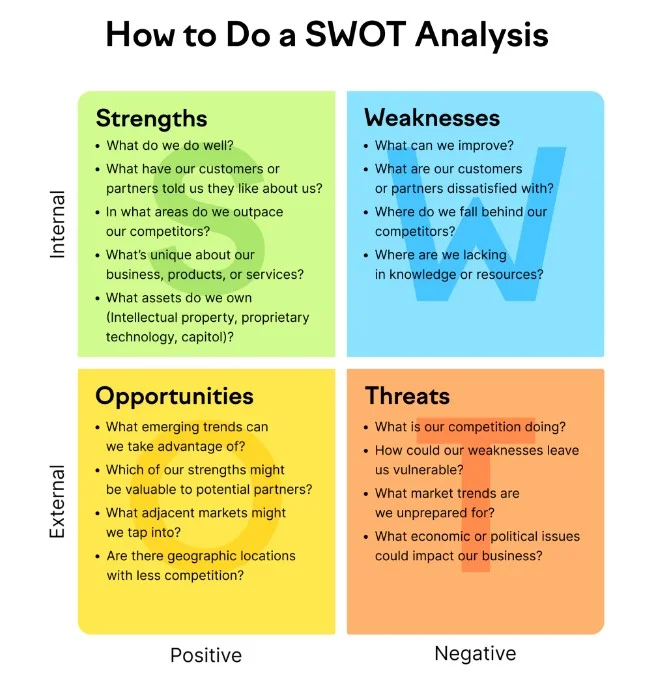 How to Do a SWOT Analysis
Internal
Strengths
• What do we do well?
• What have our customers or
partners told us they like about us?
• In what areas do we outpace
our competitors?
• What's unique about our
business, products, or services?
• What assets do we own
(Intellectual property, proprietary
technology, capitol)?
S
Weaknesses
• What can we improve?
• What are our customers
or partners dissatisfied with?
• Where do we fall behind our
competitors?
• Where are we lacking
in knowledge or resources?
W
External
Opportunities
• What emerging trends can
we take advantage of?
• Which of our strengths might
be valuable to potential partners?
• What adjacent markets might
we tap into?
• Are there geographic locations
with less competition?
O
Threats
• What is our competition doing?
• How could our weaknesses leave
us vulnerable?
• What market trends are
we unprepared for?
• What economic or political issues
could impact our business?
T
Positive
Negative